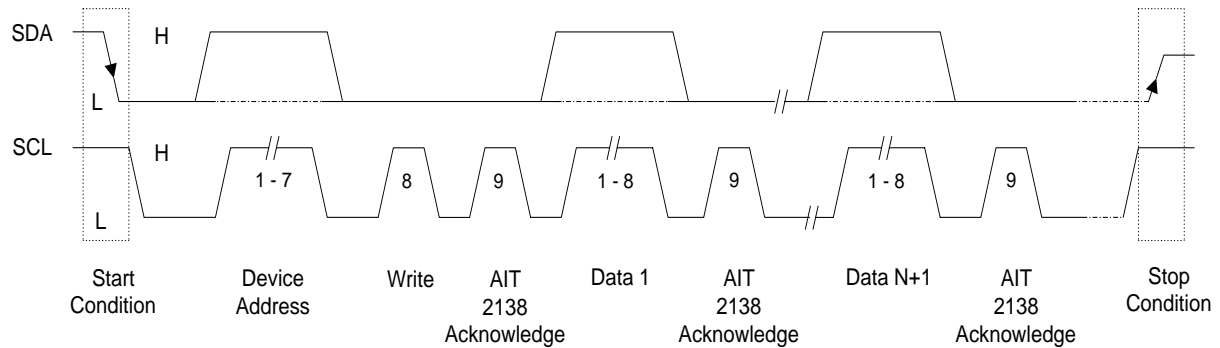 SDA
H
L
SCL
H
1 - 7
8
9
1 - 8
9
1 - 8
9
L
Start
Condition
Device
Address
Write
AIT
2138
Acknowledge
Data 1
AIT
2138
Acknowledge
Data N+1
AIT
2138
Acknowledge
Stop
Condition